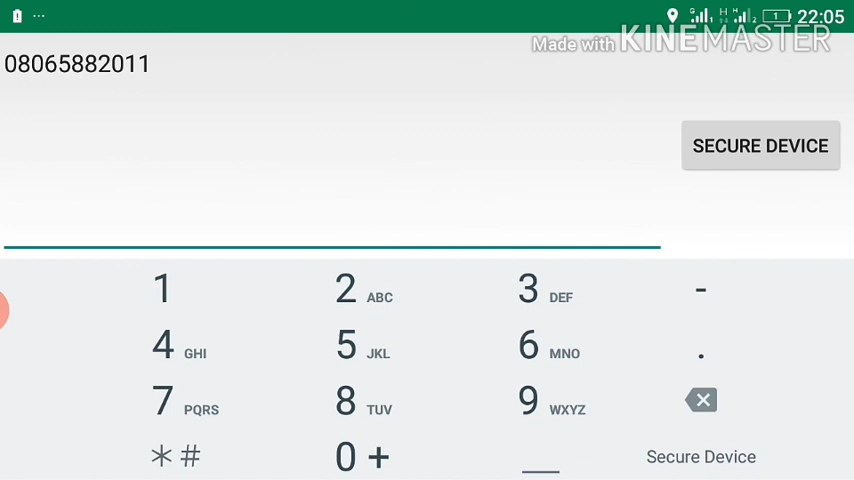 22:05
Made with KINEMASTER
08065882011
SECURE DEVICE
1 2 ABC 3 DEF -
4 GHI 5 JKL 6 MNO .
7 PQRS 8 TUV 9 WXYZ
*# 0 + _ Secure Device